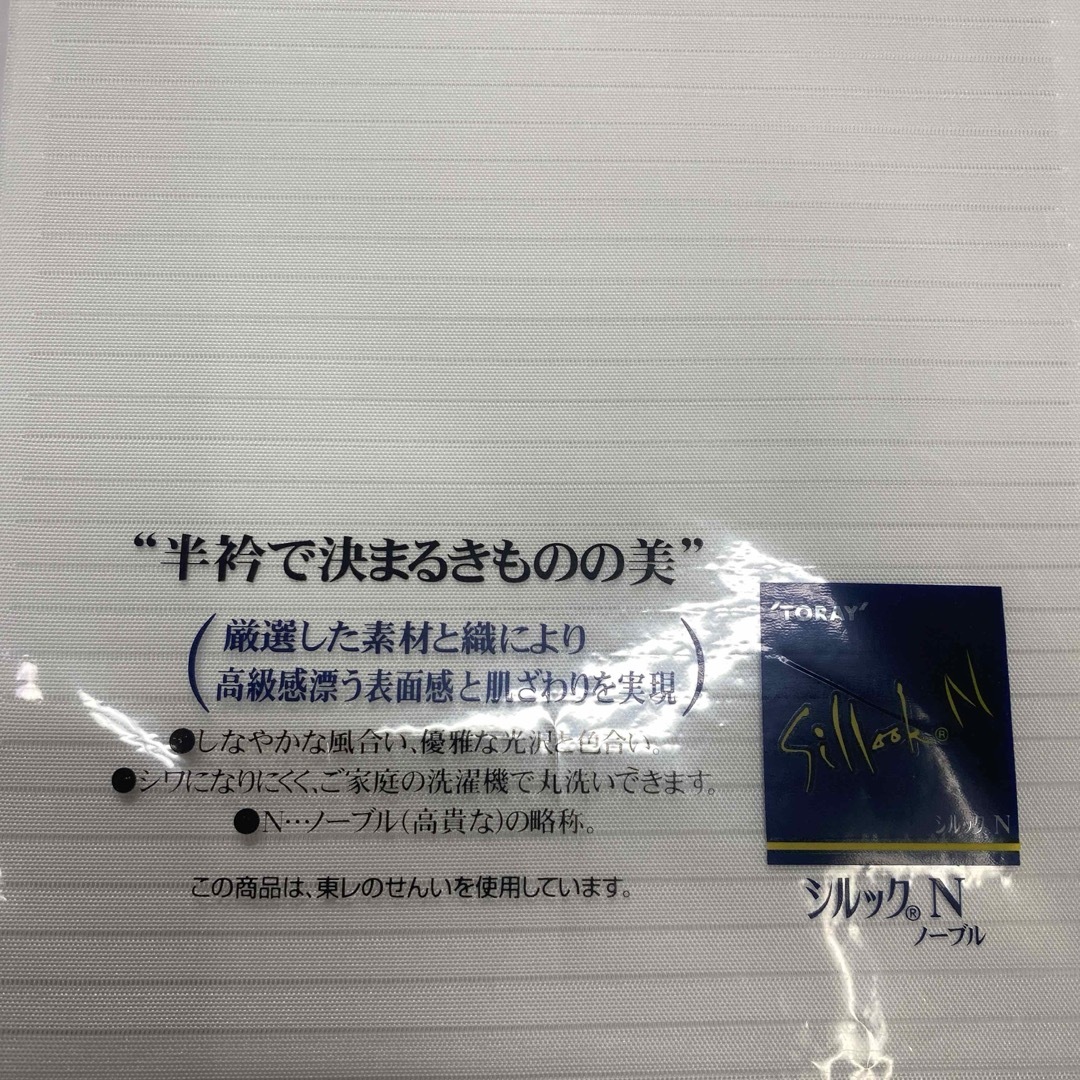 “半衿で決まるきものの美”
(厳選した素材と織により
高級感漂う表面感と肌ざわりを実現)
●しなやかな風合い、優雅な光沢と色合い。
●シワになりにくく、ご家庭の洗濯機で丸洗いできます。
●N…ノーブル(高貴な)の略称。
この商品は、東レのせんいを使用しています。
'TORAY'
Sillook® N
シルック N
シルック® N
ノーブル